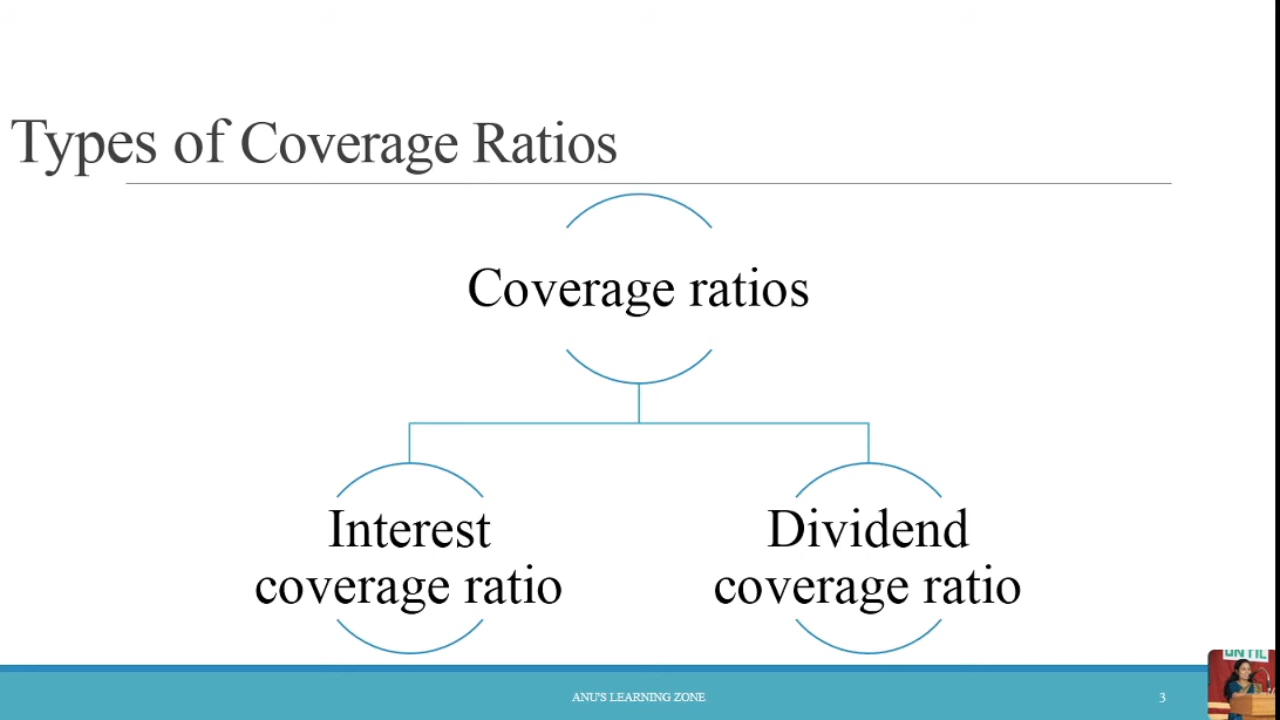 Types of Coverage Ratios
Coverage ratios
Interest
coverage ratio
Dividend
coverage ratio
ANU'S LEARNING ZONE
3